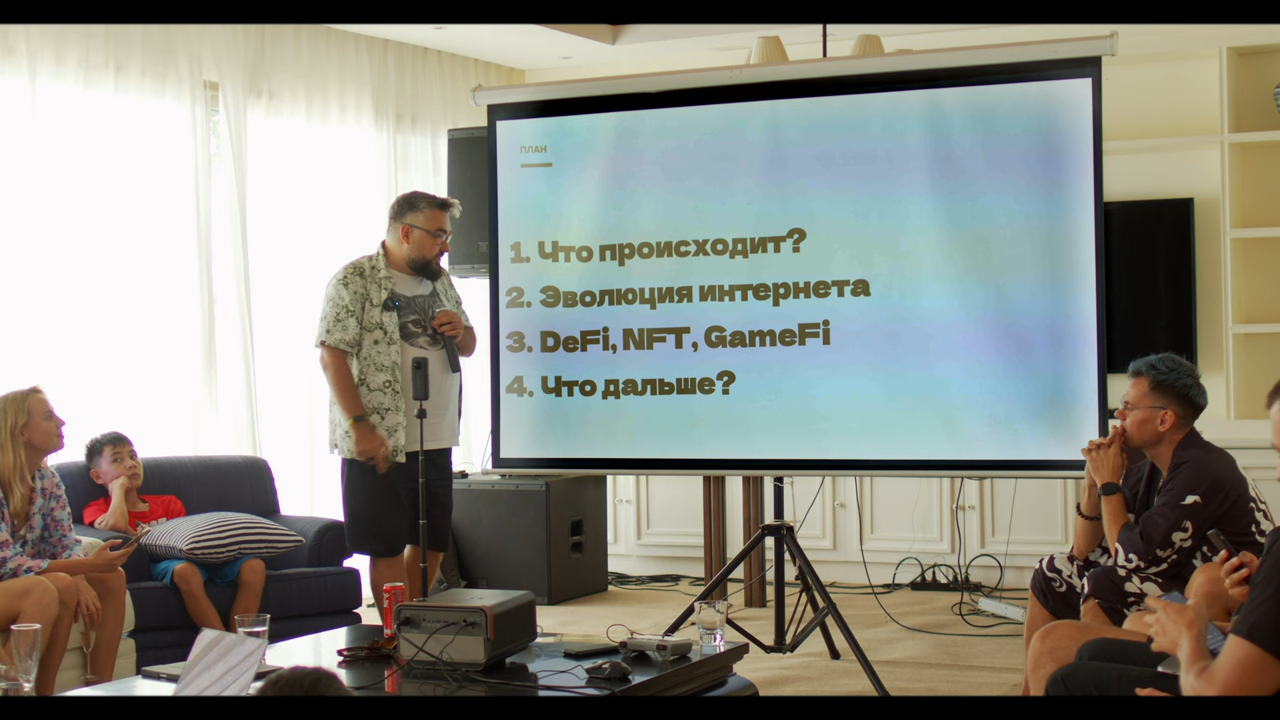 ПЛАН
1. Что происходит?
2. Эволюция интернета
3. DeFi, NFT, GameFi
4. Что дальше?